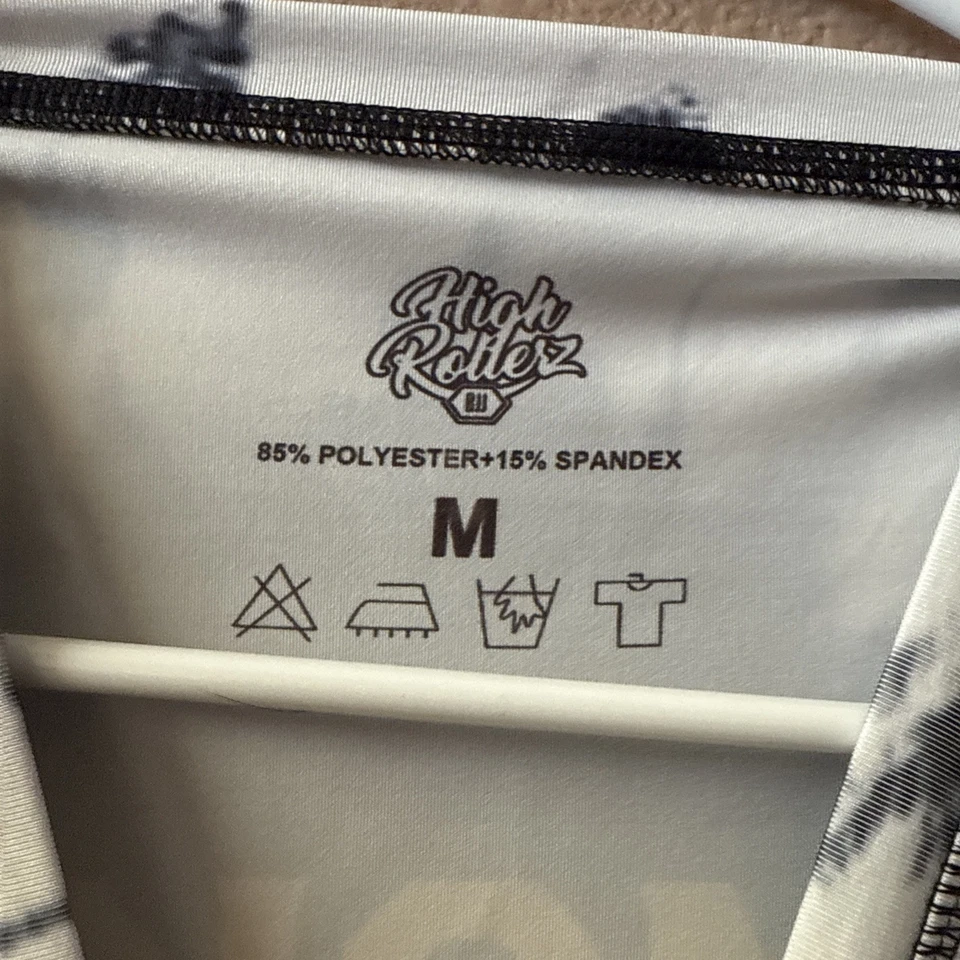 High
Rollerz
BJJ
85% POLYESTER+15% SPANDEX
M